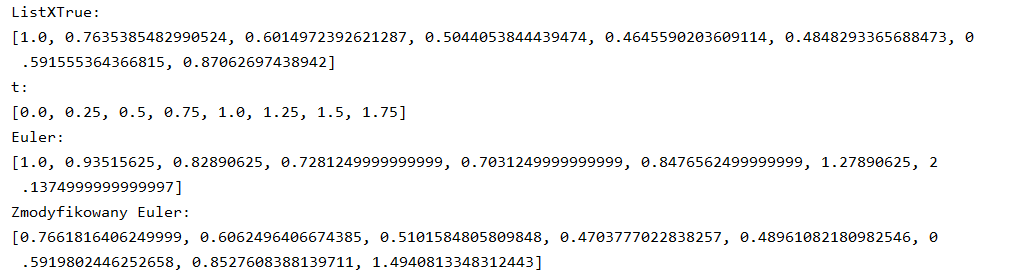 ListXTrue:
[1.0, 0.7635385482990524, 0.6014972392621287, 0.5044053844439474, 0.4645590203609114, 0.4848293365688473, 0
.591555364366815, 0.87062697438942]
t:
[0.0, 0.25, 0.5, 0.75, 1.0, 1.25, 1.5, 1.75]
Euler:
[1.0, 0.93515625, 0.82890625, 0.7281249999999999, 0.7031249999999999, 0.8476562499999999, 1.27890625, 2
.1374999999999997]
Zmodyfikowany Euler:
[0.7661816406249999, 0.6062496406674385, 0.5101584805809848, 0.4703777022838257, 0.48961082180982546, 0
.5919802446252658, 0.8527608388139711, 1.4940813348312443]